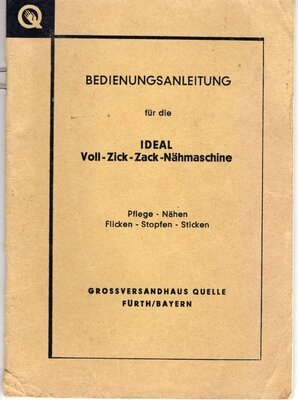 Q
BEDIENUNGSANLEITUNG
für die
IDEAL
Voll-Zick-Zack-Nähmaschine
Pflege - Nähen
Flicken - Stopfen - Sticken
GROSSVERSANDHAUS QUELLE
FÜRTH/BAYERN